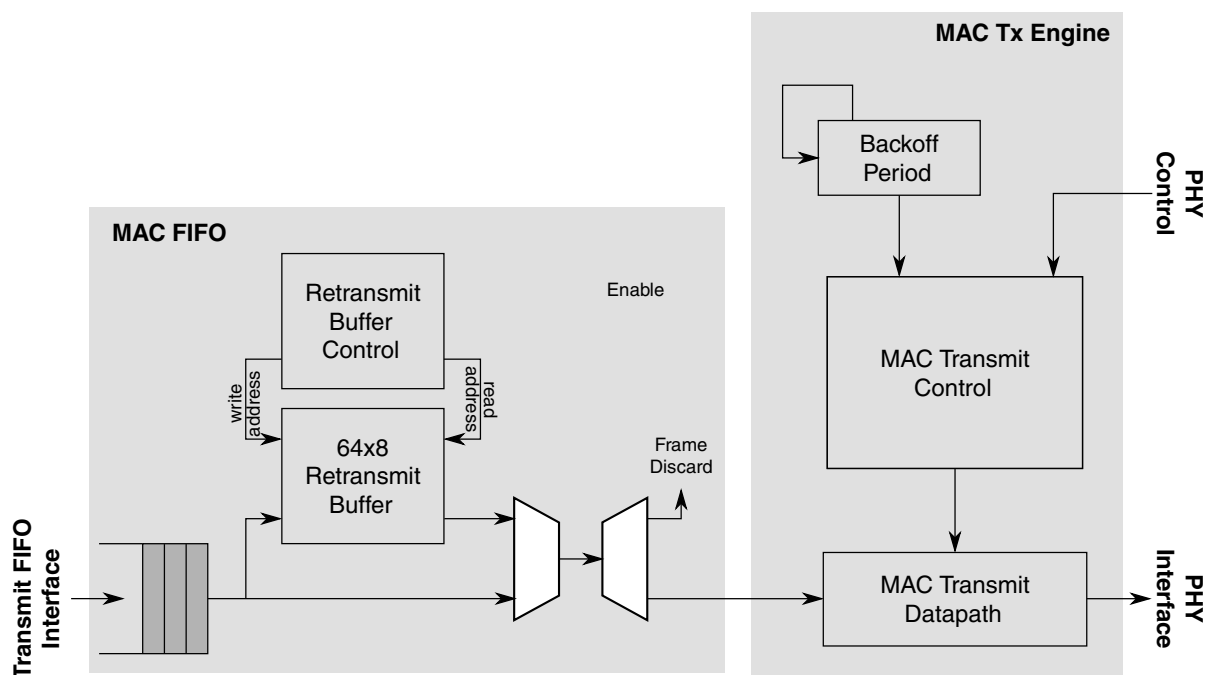 MAC Tx Engine
Backoff
Period
PHY
Control
MAC FIFO
Retransmit
Buffer
Control
Enable
write
address
read
address
MAC Transmit
Control
64x8
Retransmit
Buffer
Frame
Discard
Transmit FIFO
Interface
MAC Transmit
Datapath
PHY
Interface